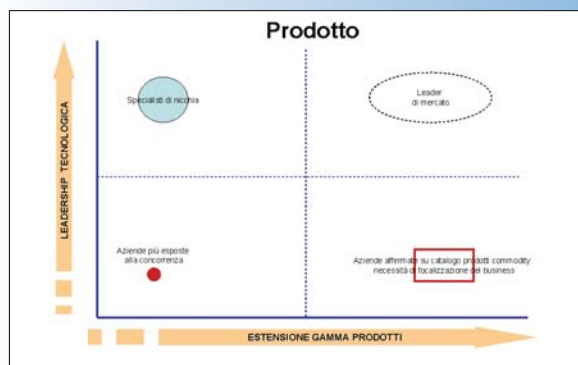 Prodotto
LEADERSHIP TECNOLOGICA
Specialisti di nicchia
Leader
di mercato
Aziende più esposte
alla concorrenza
Aziende affermate su catalogo prodotti commodity
necessità di focalizzazione del business
ESTENSIONE GAMMA PRODOTTI